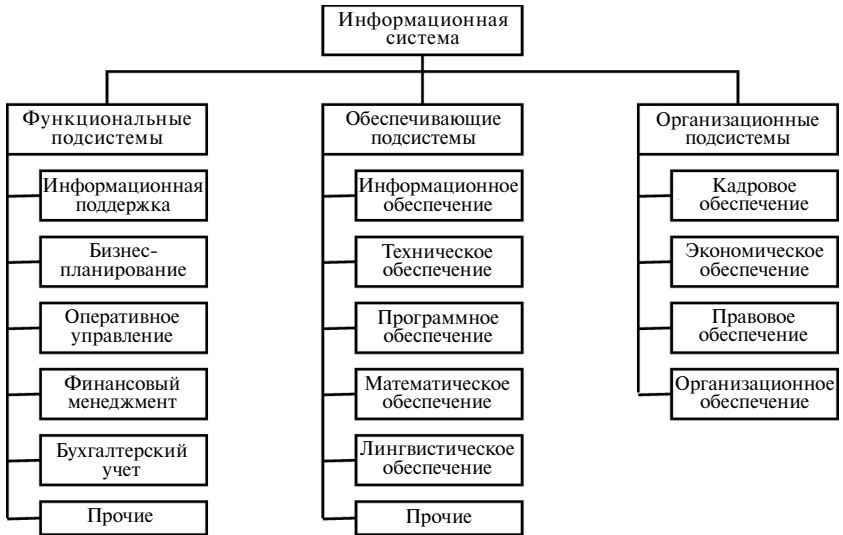 Информационная
система
Функциональные
подсистемы
Информационная
поддержка
Бизнес-
планирование
Оперативное
управление
Финансовый
менеджмент
Бухгалтерский
учет
Прочие
Обеспечивающие
подсистемы
Информационное
обеспечение
Техническое
обеспечение
Программное
обеспечение
Математическое
обеспечение
Лингвистическое
обеспечение
Прочие
Организационные
подсистемы
Кадровое
обеспечение
Экономическое
обеспечение
Правовое
обеспечение
Организационное
обеспечение